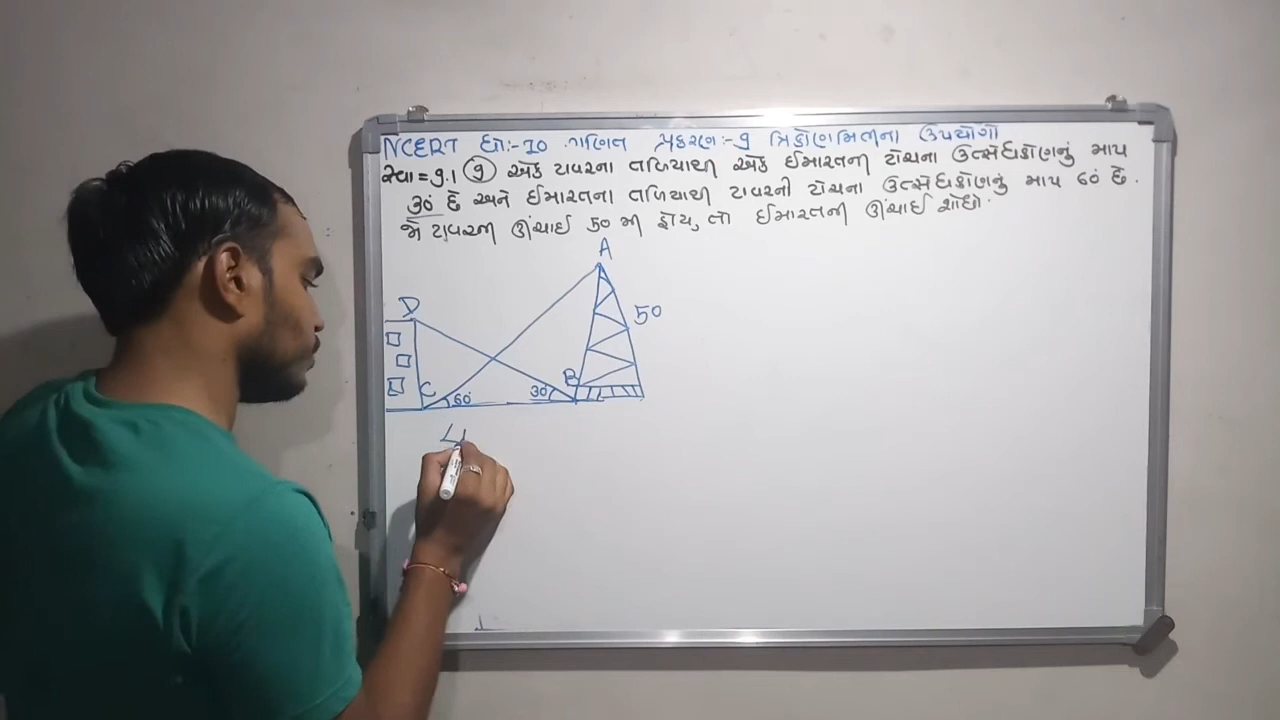 NCERT ધો:-10 ગાણિત પ્રકરણ:-9 ત્રિકોણમિતીના ઉપયોગો
સ્વા = 9.1 (9) એક ટાવરના તળિયાથી એક ઈમારતની ટોચના ઉત્સેધકોણનું માપ
30° છે અને ઈમારતના તળિયાથી ટાવરની ટોચના ઉત્સેધકોણનું માપ 60° છે.
જો ટાવરની ઊંચાઈ 50 મી હોય, તો ઈમારતની ઊંચાઈ શોધો.
A
D
50
B
C
60°
30°